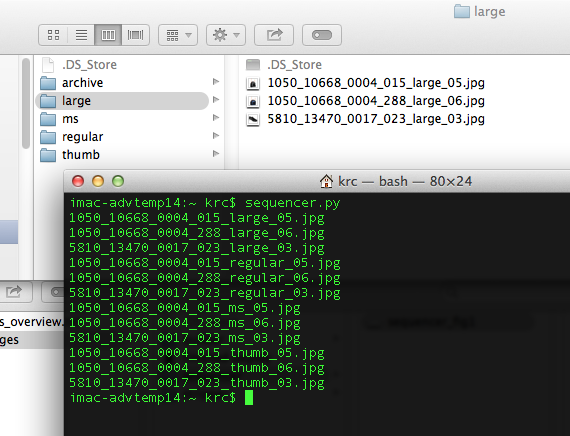 large
.DS_Store
archive
large
ms
regular
thumb
.DS_Store
1050_10668_0004_015_large_05.jpg
1050_10668_0004_288_large_06.jpg
5810_13470_0017_023_large_03.jpg
krc — bash — 80×24
imac-advtemp14:~ krc$ sequencer.py
1050_10668_0004_015_large_05.jpg
1050_10668_0004_288_large_06.jpg
5810_13470_0017_023_large_03.jpg
1050_10668_0004_015_regular_05.jpg
1050_10668_0004_288_regular_06.jpg
5810_13470_0017_023_regular_03.jpg
1050_10668_0004_015_ms_05.jpg
1050_10668_0004_288_ms_06.jpg
5810_13470_0017_023_ms_03.jpg
1050_10668_0004_015_thumb_05.jpg
1050_10668_0004_288_thumb_06.jpg
5810_13470_0017_023_thumb_03.jpg
imac-advtemp14:~ krc$
s_overview.
ges